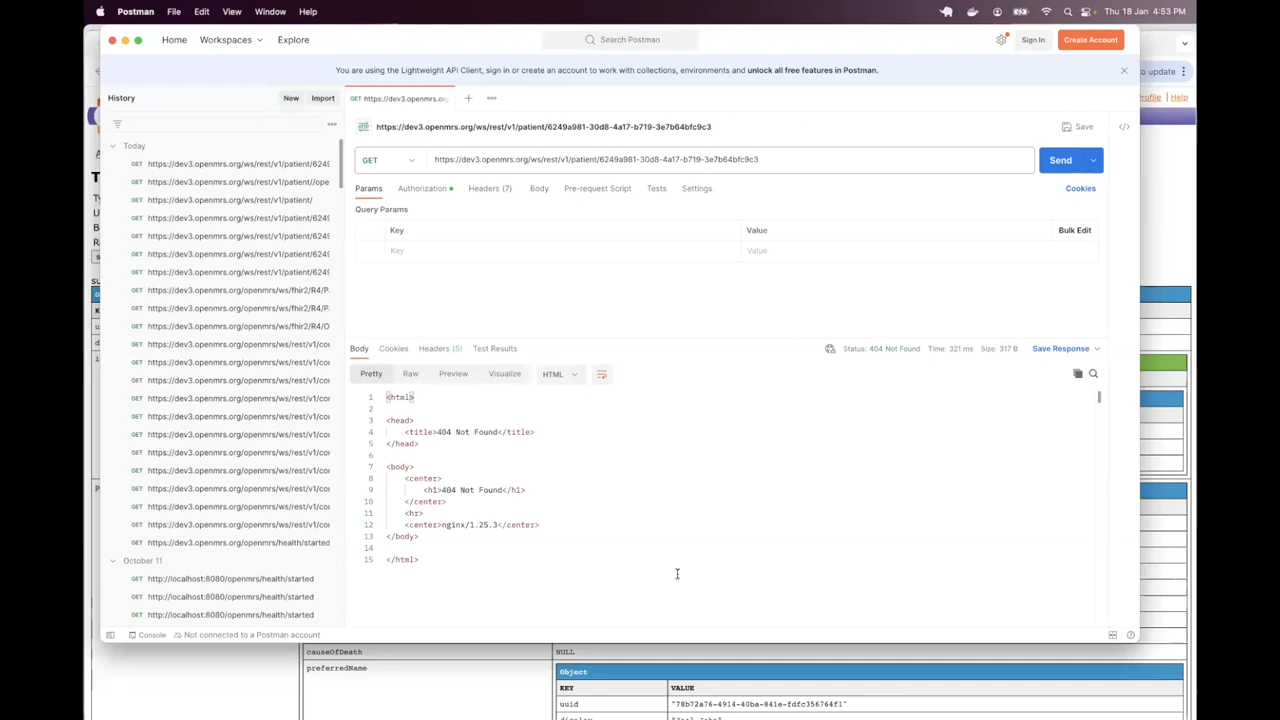 Postman File Edit View Window Help Thu 18 Jan 4:53 PM
Home Workspaces Explore Search Postman Sign In Create Account
You are using the Lightweight API Client, sign in or create an account to work with collections, environments and unlock all free features in Postman.
to update
Profile | Help
History New Import GET https://dev3.openmrs.org
https://dev3.openmrs.org/ws/rest/v1/patient/6249a981-30d8-4a17-b719-3e7b64bfc9c3 Save
Today
GET https://dev3.openmrs.org/ws/rest/v1/patient/6249a981-30d8-4a17-b719-3e7b64bfc9c3 Send
Params Authorization Headers (7) Body Pre-request Script Tests Settings Cookies
Query Params
Key Value Bulk Edit
Key Value
GET https://dev3.openmrs.org/ws/rest/v1/patient/6249
GET https://dev3.openmrs.org/ws/rest/v1/patient//ope
GET https://dev3.openmrs.org/ws/rest/v1/patient/
GET https://dev3.openmrs.org/ws/rest/v1/patient/6249
GET https://dev3.openmrs.org/ws/rest/v1/patient/6249
GET https://dev3.openmrs.org/ws/rest/v1/patient/6249
GET https://dev3.openmrs.org/ws/rest/v1/patient/6249
GET https://dev3.openmrs.org/openmrs/ws/fhir2/R4/P
GET https://dev3.openmrs.org/openmrs/ws/fhir2/R4/P
GET https://dev3.openmrs.org/openmrs/ws/fhir2/R4/O
GET https://dev3.openmrs.org/openmrs/ws/rest/v1/co
GET https://dev3.openmrs.org/openmrs/ws/rest/v1/co
GET https://dev3.openmrs.org/openmrs/ws/rest/v1/co
GET https://dev3.openmrs.org/openmrs/ws/rest/v1/co
GET https://dev3.openmrs.org/openmrs/ws/rest/v1/co
GET https://dev3.openmrs.org/openmrs/ws/rest/v1/co
GET https://dev3.openmrs.org/openmrs/ws/rest/v1/co
GET https://dev3.openmrs.org/openmrs/ws/rest/v1/co
GET https://dev3.openmrs.org/openmrs/ws/rest/v1/co
GET https://dev3.openmrs.org/openmrs/ws/rest/v1/co
GET https://dev3.openmrs.org/openmrs/ws/rest/v1/co
GET https://dev3.openmrs.org/openmrs/health/started
October 11
GET http://localhost:8080/openmrs/health/started
GET http://localhost:8080/openmrs/health/started
GET http://localhost:8080/openmrs/health/started
Body Cookies Headers (5) Test Results Status: 404 Not Found Time: 321 ms Size: 317 B Save Response
Pretty Raw Preview Visualize HTML
1 <html>
2
3 <head>
4 <title>404 Not Found</title>
5 </head>
6
7 <body>
8 <center>
9 <h1>404 Not Found</h1>
10 </center>
11 <hr>
12 <center>nginx/1.25.3</center>
13 </body>
14
15 </html>
Console Not connected to a Postman account
causeOfDeath NULL
preferredName Object
KEY VALUE
uuid "78b72a76-4914-40ba-841e-fdfc356764f1"